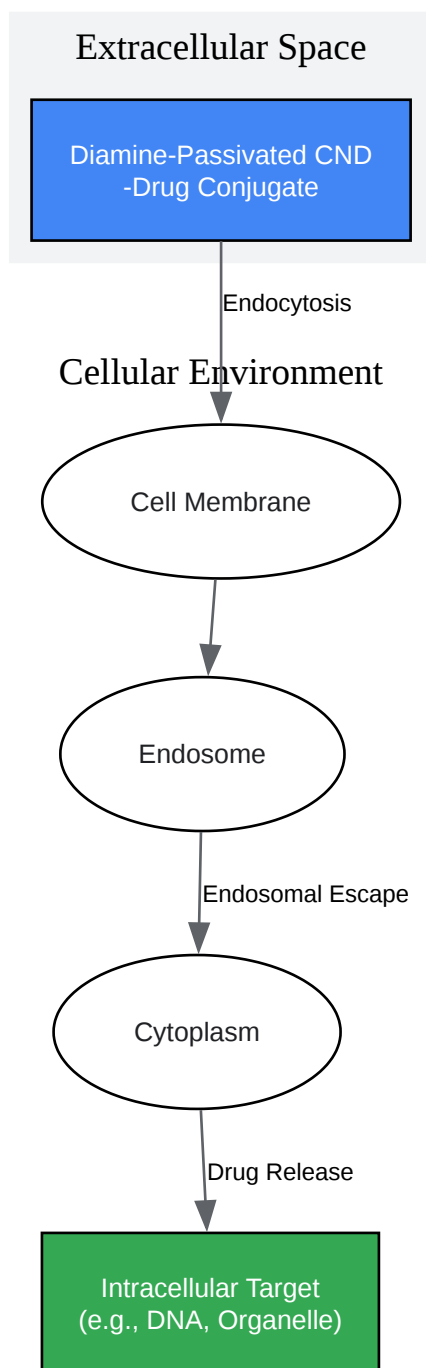 Extracellular Space
Diamine-Passivated CND
-Drug Conjugate
Endocytosis
Cellular Environment
Cell Membrane
Endosome
Endosomal Escape
Cytoplasm
Drug Release
Intracellular Target
(e.g., DNA, Organelle)